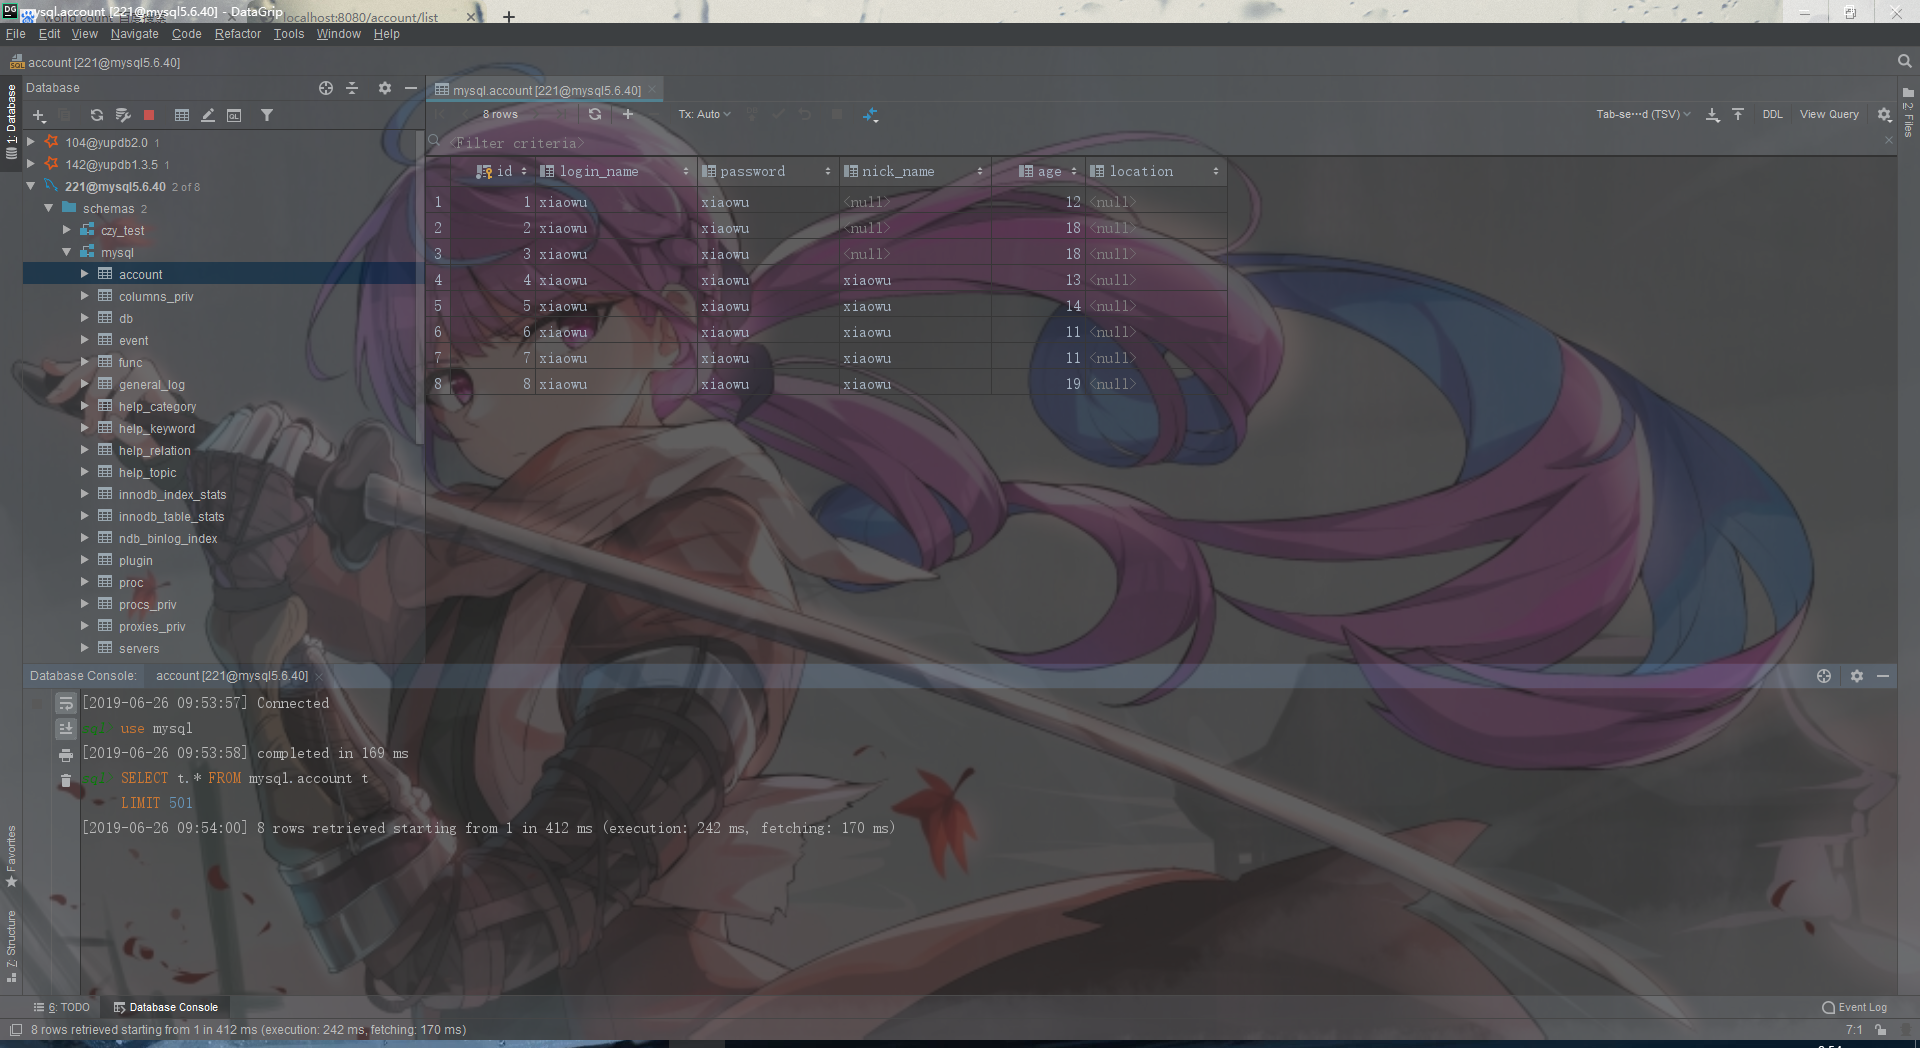 mysql.account [221@mysql5.6.40] - DataGrip
localhost:8080/account/list
File Edit View Navigate Code Refactor Tools Window Help
account [221@mysql5.6.40]
Database
1: Database
2: Files
mysql.account [221@mysql5.6.40]
8 rows
Tx: Auto
Tab-se···d (TSV)
DDL
View Query
<Filter criteria>
104@yupdb2.0 1
142@yupdb1.3.5 1
221@mysql5.6.40 2 of 8
schemas 2
czy_test
mysql
account
columns_priv
db
event
func
general_log
help_category
help_keyword
help_relation
help_topic
innodb_index_stats
innodb_table_stats
ndb_binlog_index
plugin
proc
procs_priv
proxies_priv
servers
id login_name password nick_name age location
1 1 xiaowu xiaowu <null> 12 <null>
2 2 xiaowu xiaowu <null> 18 <null>
3 3 xiaowu xiaowu <null> 18 <null>
4 4 xiaowu xiaowu xiaowu 13 <null>
5 5 xiaowu xiaowu xiaowu 14 <null>
6 6 xiaowu xiaowu xiaowu 11 <null>
7 7 xiaowu xiaowu xiaowu 11 <null>
8 8 xiaowu xiaowu xiaowu 19 <null>
Database Console: account [221@mysql5.6.40]
[2019-06-26 09:53:57] Connected
sql> use mysql
[2019-06-26 09:53:58] completed in 169 ms
sql> SELECT t.* FROM mysql.account t
LIMIT 501
[2019-06-26 09:54:00] 8 rows retrieved starting from 1 in 412 ms (execution: 242 ms, fetching: 170 ms)
Favorites
7: Structure
6: TODO
Database Console
Event Log
8 rows retrieved starting from 1 in 412 ms (execution: 242 ms, fetching: 170 ms)
7:1